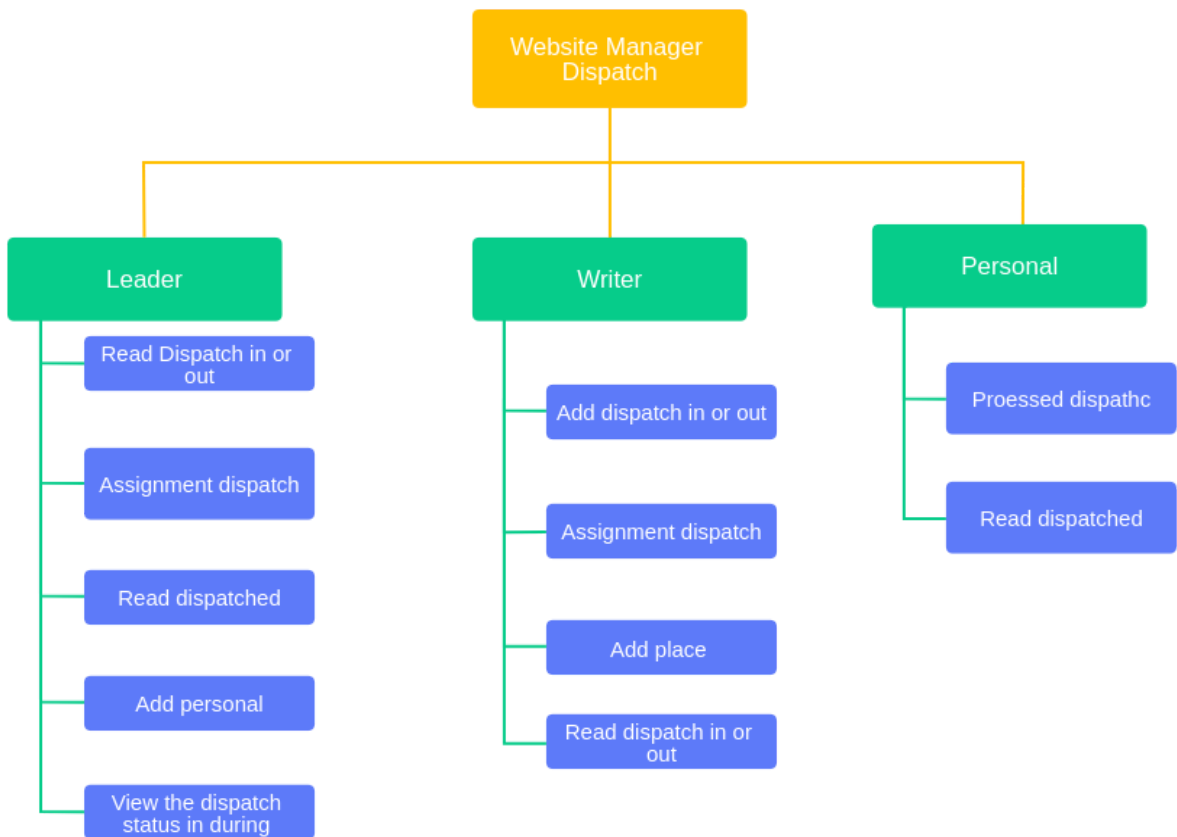 Website Manager
Dispatch
Leader
Read Dispatch in or
out
Assignment dispatch
Read dispatched
Add personal
View the dispatch
status in during
Writer
Add dispatch in or out
Assignment dispatch
Add place
Read dispatch in or
out
Personal
Proessed dispathc
Read dispatched